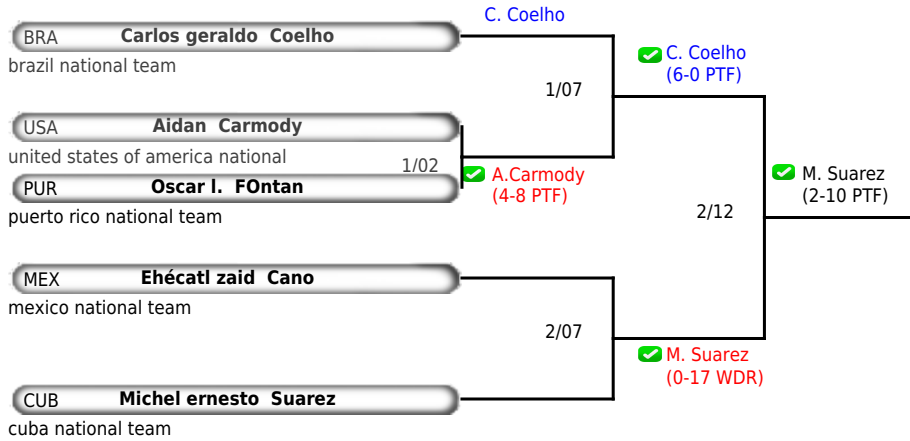 C. Coelho
BRA Carlos geraldo Coelho
brazil national team
C. Coelho
(6-0 PTF)
1/07
USA Aidan Carmody
united states of america national
1/02
A.Carmody
(4-8 PTF)
PUR Oscar l. FOntan
puerto rico national team
M. Suarez
(2-10 PTF)
2/12
MEX Ehécatl zaid Cano
mexico national team
2/07
M. Suarez
(0-17 WDR)
CUB Michel ernesto Suarez
cuba national team